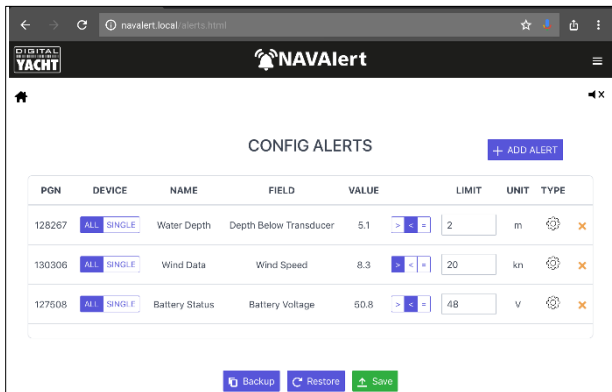 navalert.local/alerts.html
DIGITAL
YACHT
NAVAlert
CONFIG ALERTS
+ ADD ALERT
PGN DEVICE NAME FIELD VALUE LIMIT UNIT TYPE
128267 ALL SINGLE Water Depth Depth Below Transducer 5.1 > < = 2 m
130306 ALL SINGLE Wind Data Wind Speed 8.3 > < = 20 kn
127508 ALL SINGLE Battery Status Battery Voltage 50.8 > < = 48 V
Backup Restore Save